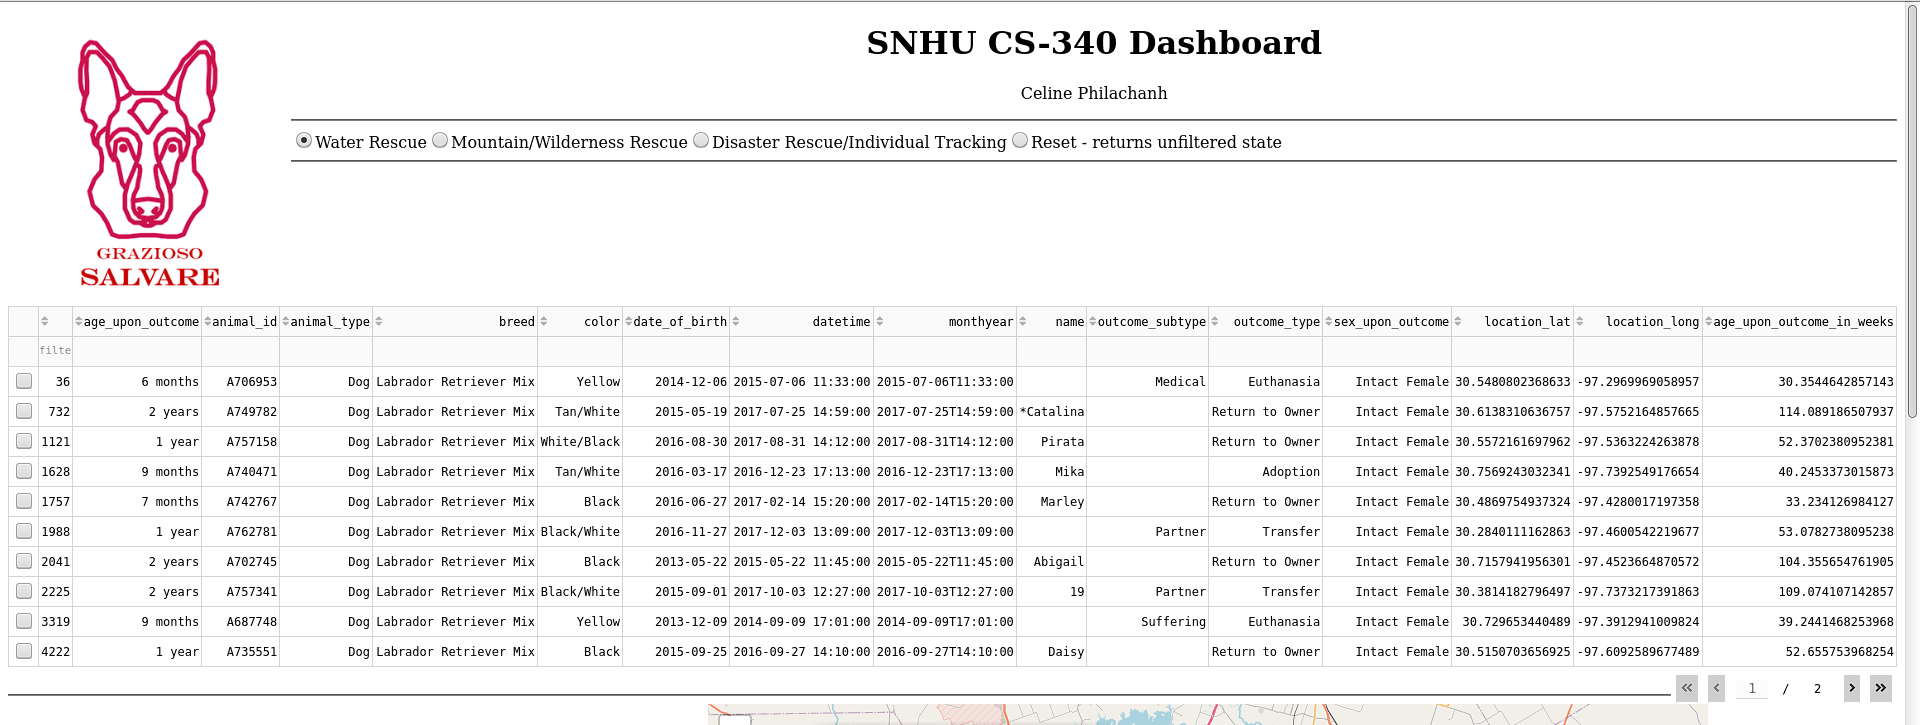 SNHU CS-340 Dashboard
Celine Philachanh
Water Rescue Mountain/Wilderness Rescue Disaster Rescue/Individual Tracking Reset - returns unfiltered state
GRAZIOSO
SALVARE
age_upon_outcome animal_id animal_type breed color date_of_birth datetime monthyear name outcome_subtype outcome_type sex_upon_outcome location_lat location_long age_upon_outcome_in_weeks
filte
36 6 months A706953 Dog Labrador Retriever Mix Yellow 2014-12-06 2015-07-06 11:33:00 2015-07-06T11:33:00 Medical Euthanasia Intact Female 30.5480802368633 -97.2969969058957 30.3544642857143
732 2 years A749782 Dog Labrador Retriever Mix Tan/White 2015-05-19 2017-07-25 14:59:00 2017-07-25T14:59:00 *Catalina Return to Owner Intact Female 30.6138310636757 -97.5752164857665 114.089186507937
1121 1 year A757158 Dog Labrador Retriever Mix White/Black 2016-08-30 2017-08-31 14:12:00 2017-08-31T14:12:00 Pirata Return to Owner Intact Female 30.5572161697962 -97.5363224263878 52.3702380952381
1628 9 months A740471 Dog Labrador Retriever Mix Tan/White 2016-03-17 2016-12-23 17:13:00 2016-12-23T17:13:00 Mika Adoption Intact Female 30.7569243032341 -97.7392549176654 40.2453373015873
1757 7 months A742767 Dog Labrador Retriever Mix Black 2016-06-27 2017-02-14 15:20:00 2017-02-14T15:20:00 Marley Return to Owner Intact Female 30.4869754937324 -97.4280017197358 33.234126984127
1988 1 year A762781 Dog Labrador Retriever Mix Black/White 2016-11-27 2017-12-03 13:09:00 2017-12-03T13:09:00 Partner Transfer Intact Female 30.2840111162863 -97.4600542219677 53.0782738095238
2041 2 years A702745 Dog Labrador Retriever Mix Black 2013-05-22 2015-05-22 11:45:00 2015-05-22T11:45:00 Abigail Return to Owner Intact Female 30.7157941956301 -97.4523664870572 104.355654761905
2225 2 years A757341 Dog Labrador Retriever Mix Black/White 2015-09-01 2017-10-03 12:27:00 2017-10-03T12:27:00 19 Partner Transfer Intact Female 30.3814182796497 -97.7373217391863 109.074107142857
3319 9 months A687748 Dog Labrador Retriever Mix Yellow 2013-12-09 2014-09-09 17:01:00 2014-09-09T17:01:00 Suffering Euthanasia Intact Female 30.729653440489 -97.3912941009824 39.2441468253968
4222 1 year A735551 Dog Labrador Retriever Mix Black 2015-09-25 2016-09-27 14:10:00 2016-09-27T14:10:00 Daisy Return to Owner Intact Female 30.5150703656925 -97.6092589677489 52.655753968254
1 / 2